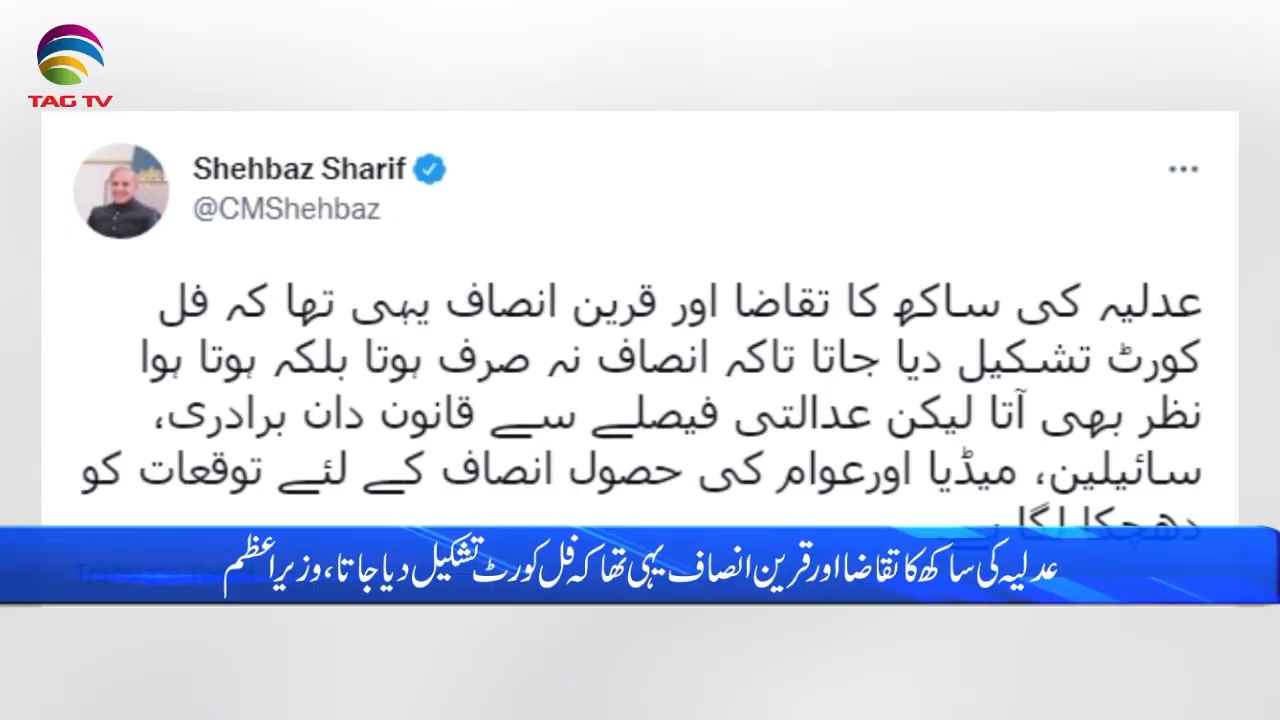 TAG TV
Shehbaz Sharif
@CMShehbaz
عدلیہ کی ساکھ کا تقاضا اور قرین انصاف یہی تھا کہ فل
کورٹ تشکیل دیا جاتا تاکہ انصاف نہ صرف ہوتا بلکہ ہوتا ہوا
نظر بھی آتا لیکن عدالتی فیصلے سے قانون دان برادری،
سائیلین، میڈیا اورعوام کی حصول انصاف کے لئے توقعات کو
دھچکا لگا ہے
عدلیہ کی ساکھ کا تقاضا اور قرین انصاف یہی تھا کہ فل کورٹ تشکیل دیا جاتا، وزیراعظم